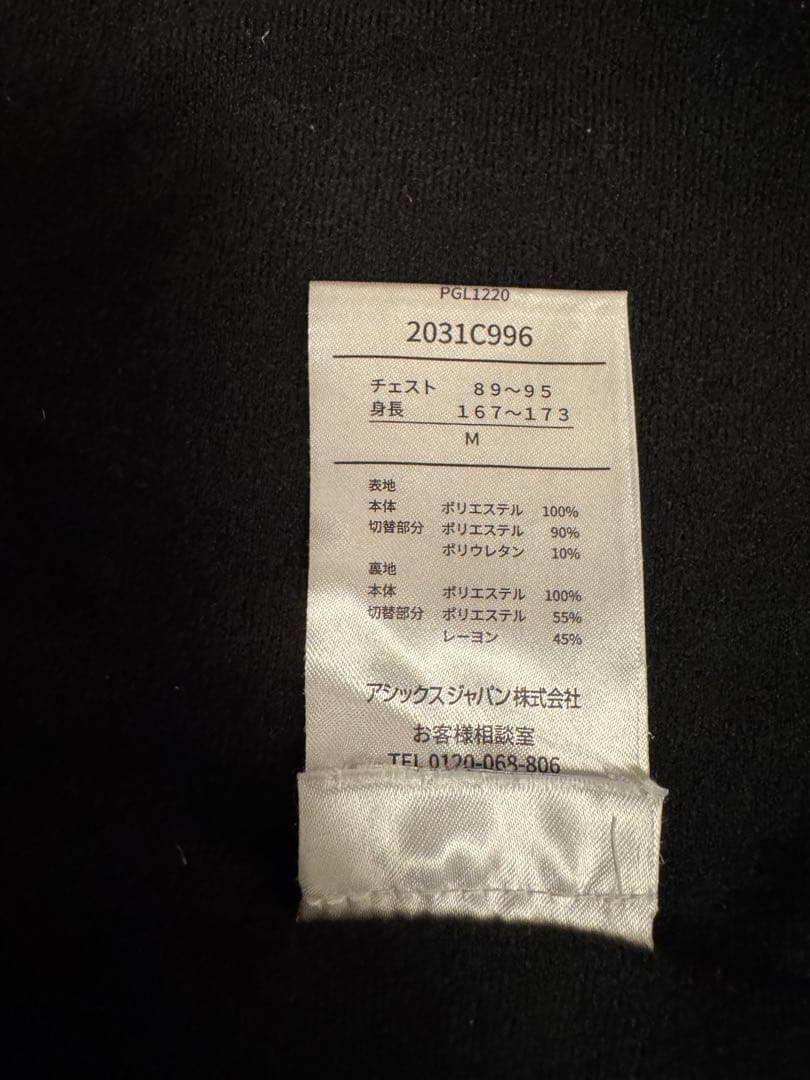 PGL1220
2031C996
チェスト 89～95
身長 167～173
M
表地
本体 ポリエステル 100%
切替部分 ポリエステル 90%
ポリウレタン 10%
裏地
本体 ポリエステル 100%
切替部分 ポリエステル 55%
レーヨン 45%
アシックスジャパン株式会社
お客様相談室
TEL 0120-068-806